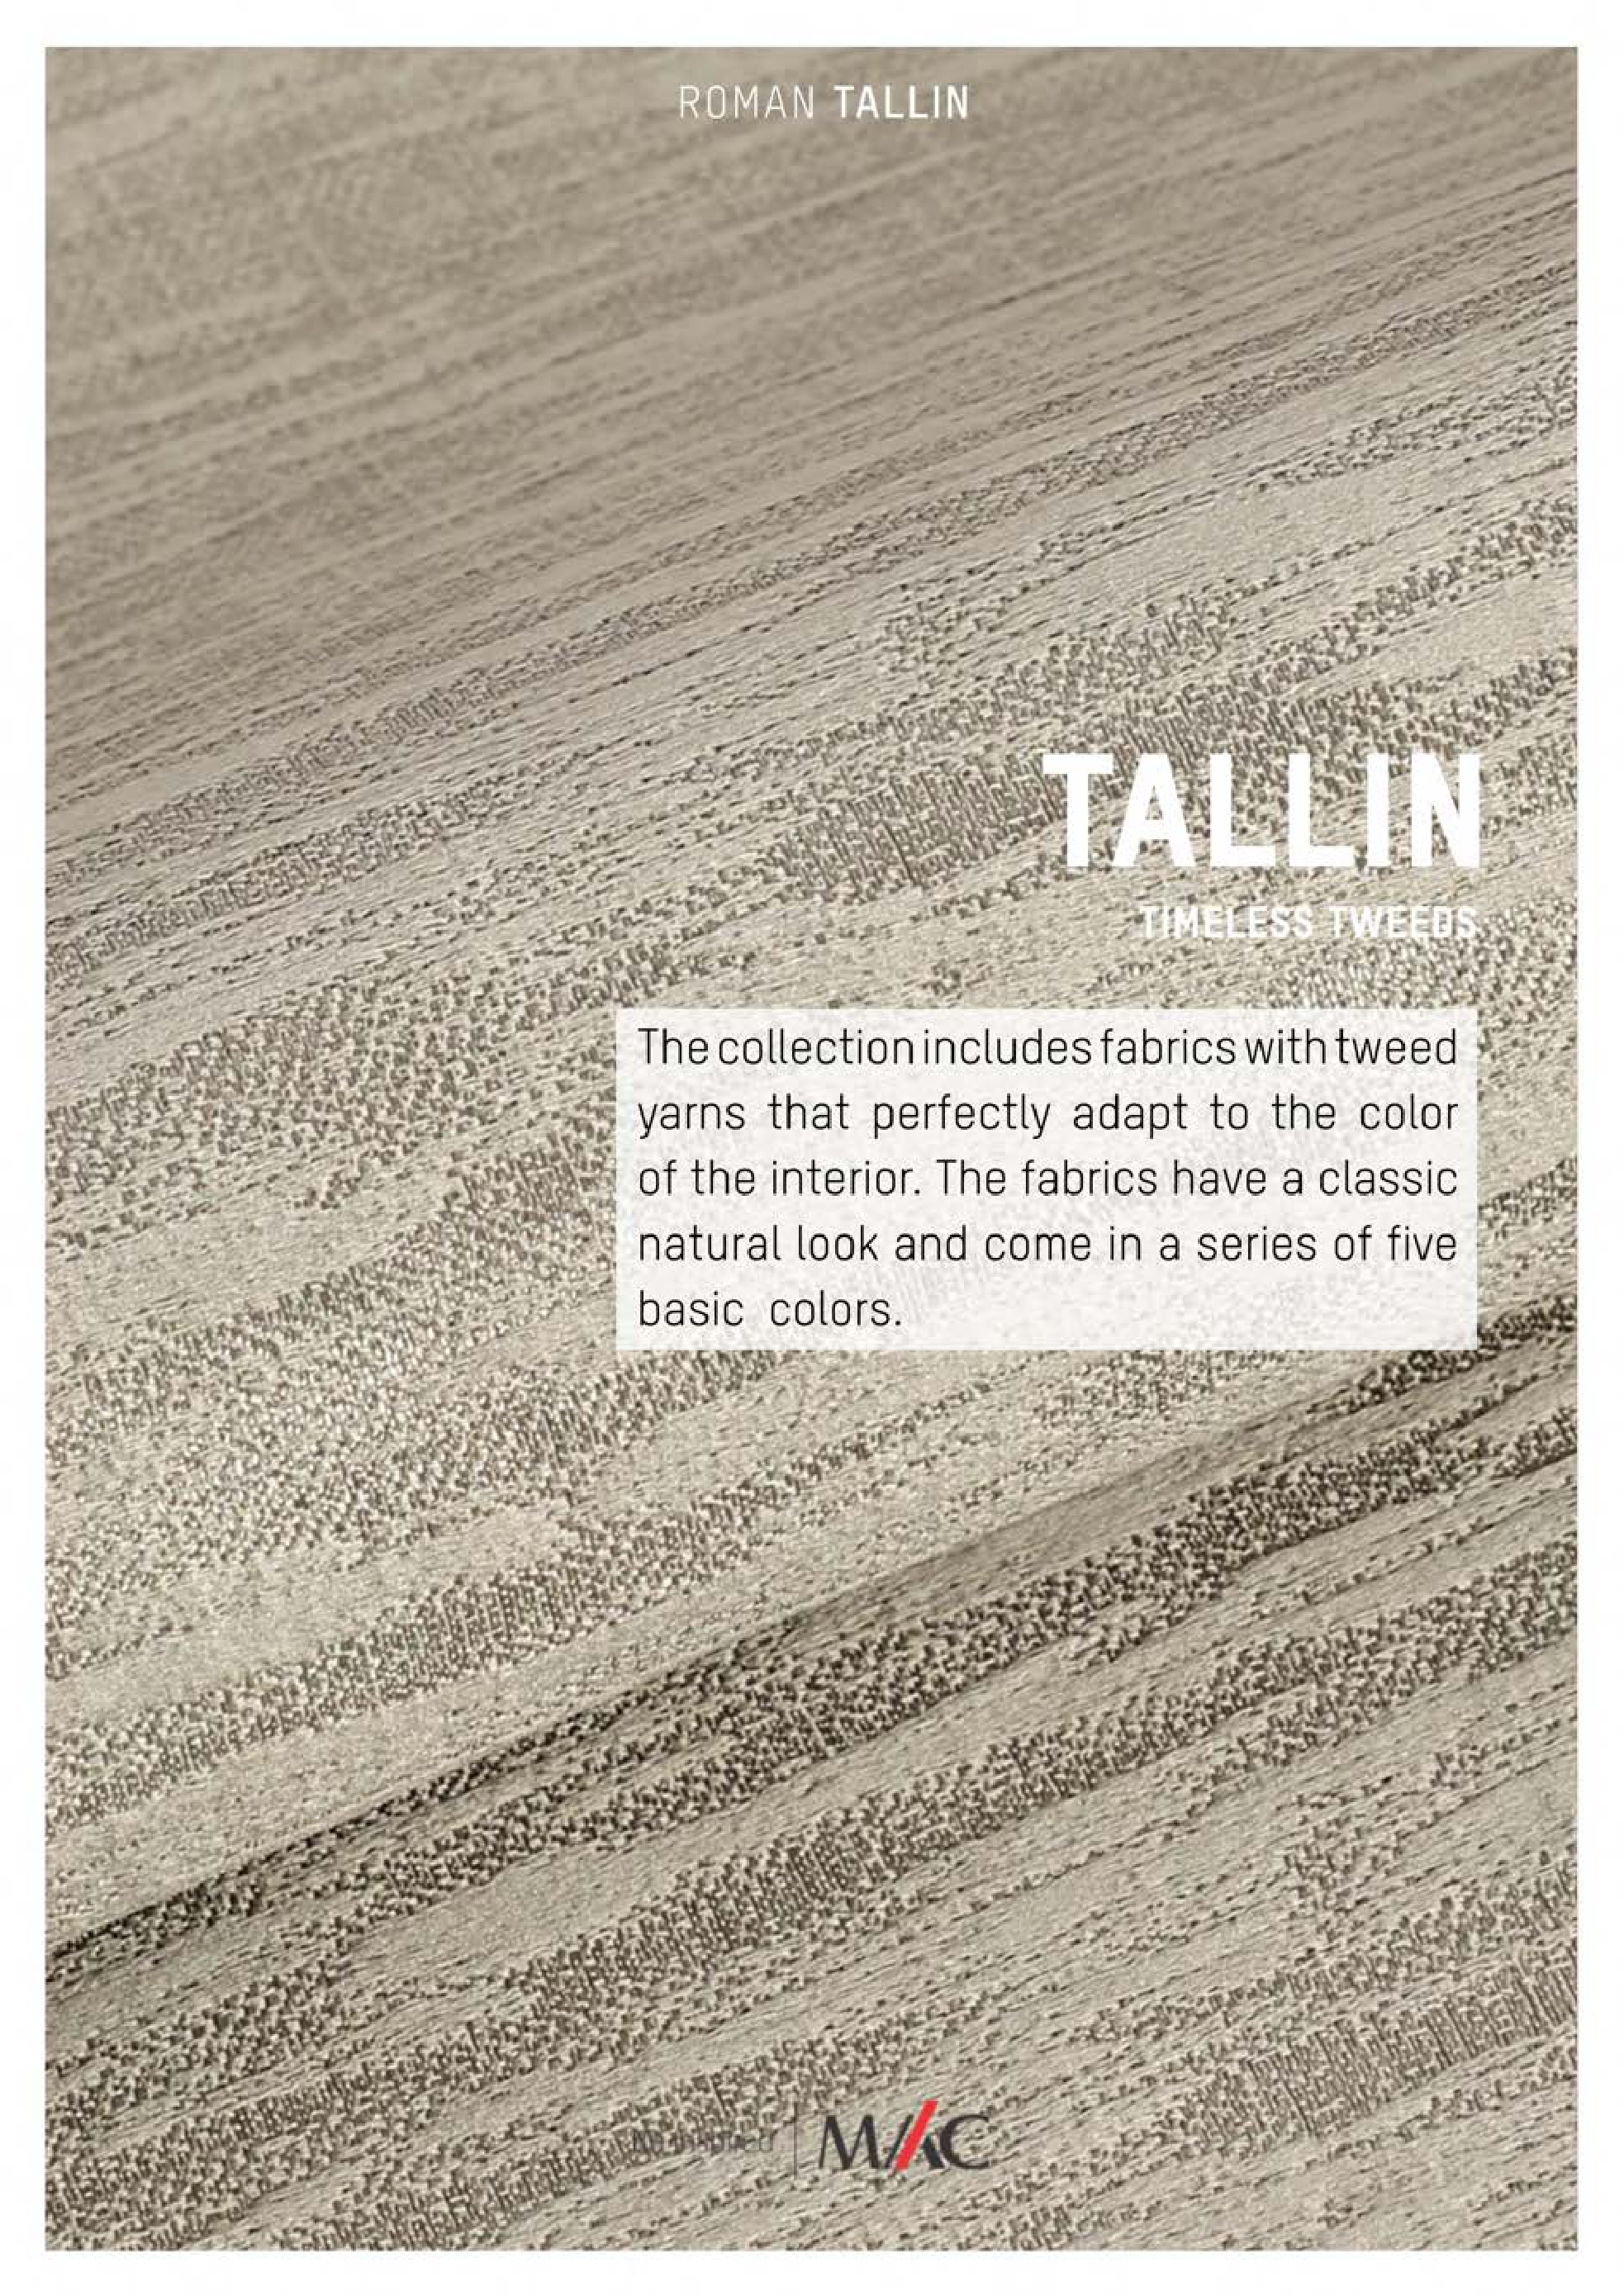 ROMAN TALLIN
TALLIN
TIMELESS TWEEDS
The collection includes fabrics with tweed
yarns that perfectly adapt to the color
of the interior. The fabrics have a classic
natural look and come in a series of five
basic colors.
MAC